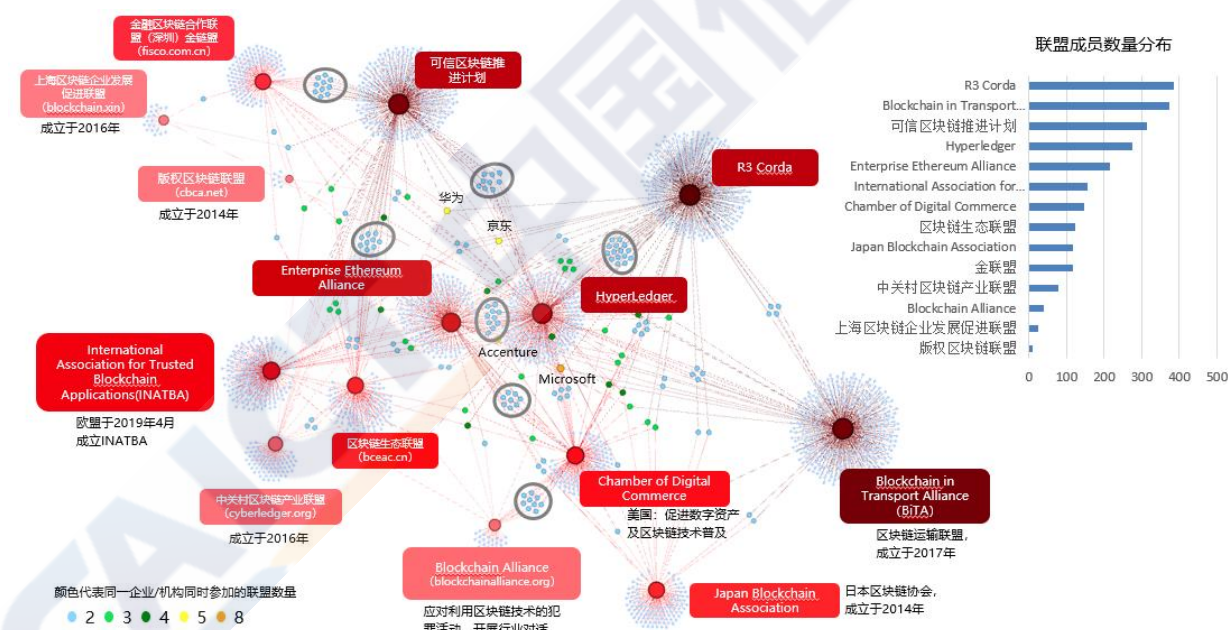 金融区块链合作联
盟（深圳）金链盟
(fisco.com.cn)
上海区块链企业发展
促进联盟
(blockchain.xin)
成立于2016年
可信区块链推
进计划
版权区块链联盟
(cbca.net)
成立于2014年
华为
京东
R3 Corda
Enterprise Ethereum
Alliance
HyperLedger
Accenture
Microsoft
International
Association for Trusted
Blockchain
Applications(INATBA)
欧盟于2019年4月
成立INATBA
区块链生态联盟
(bceac.cn)
中关村区块链产业联盟
(cyberledger.org)
成立于2016年
Chamber of Digital
Commerce
美国：促进数字资产
及区块链技术普及
Blockchain in
Transport Alliance
(BiTA)
区块链运输联盟，
成立于2017年
Blockchain Alliance
(blockchainalliance.org)
应对利用区块链技术的犯
罪活动，开展行业对话
Japan Blockchain
Association
日本区块链协会，
成立于2014年
颜色代表同一企业/机构同时参加的联盟数量
2 3 4 5 8
联盟成员数量分布
R3 Corda
Blockchain in Transport...
可信区块链推进计划
Hyperledger
Enterprise Ethereum Alliance
International Association for...
Chamber of Digital Commerce
区块链生态联盟
Japan Blockchain Association
金联盟
中关村区块链产业联盟
Blockchain Alliance
上海区块链企业发展促进联盟
版权区块链联盟
0 100 200 300 400 500